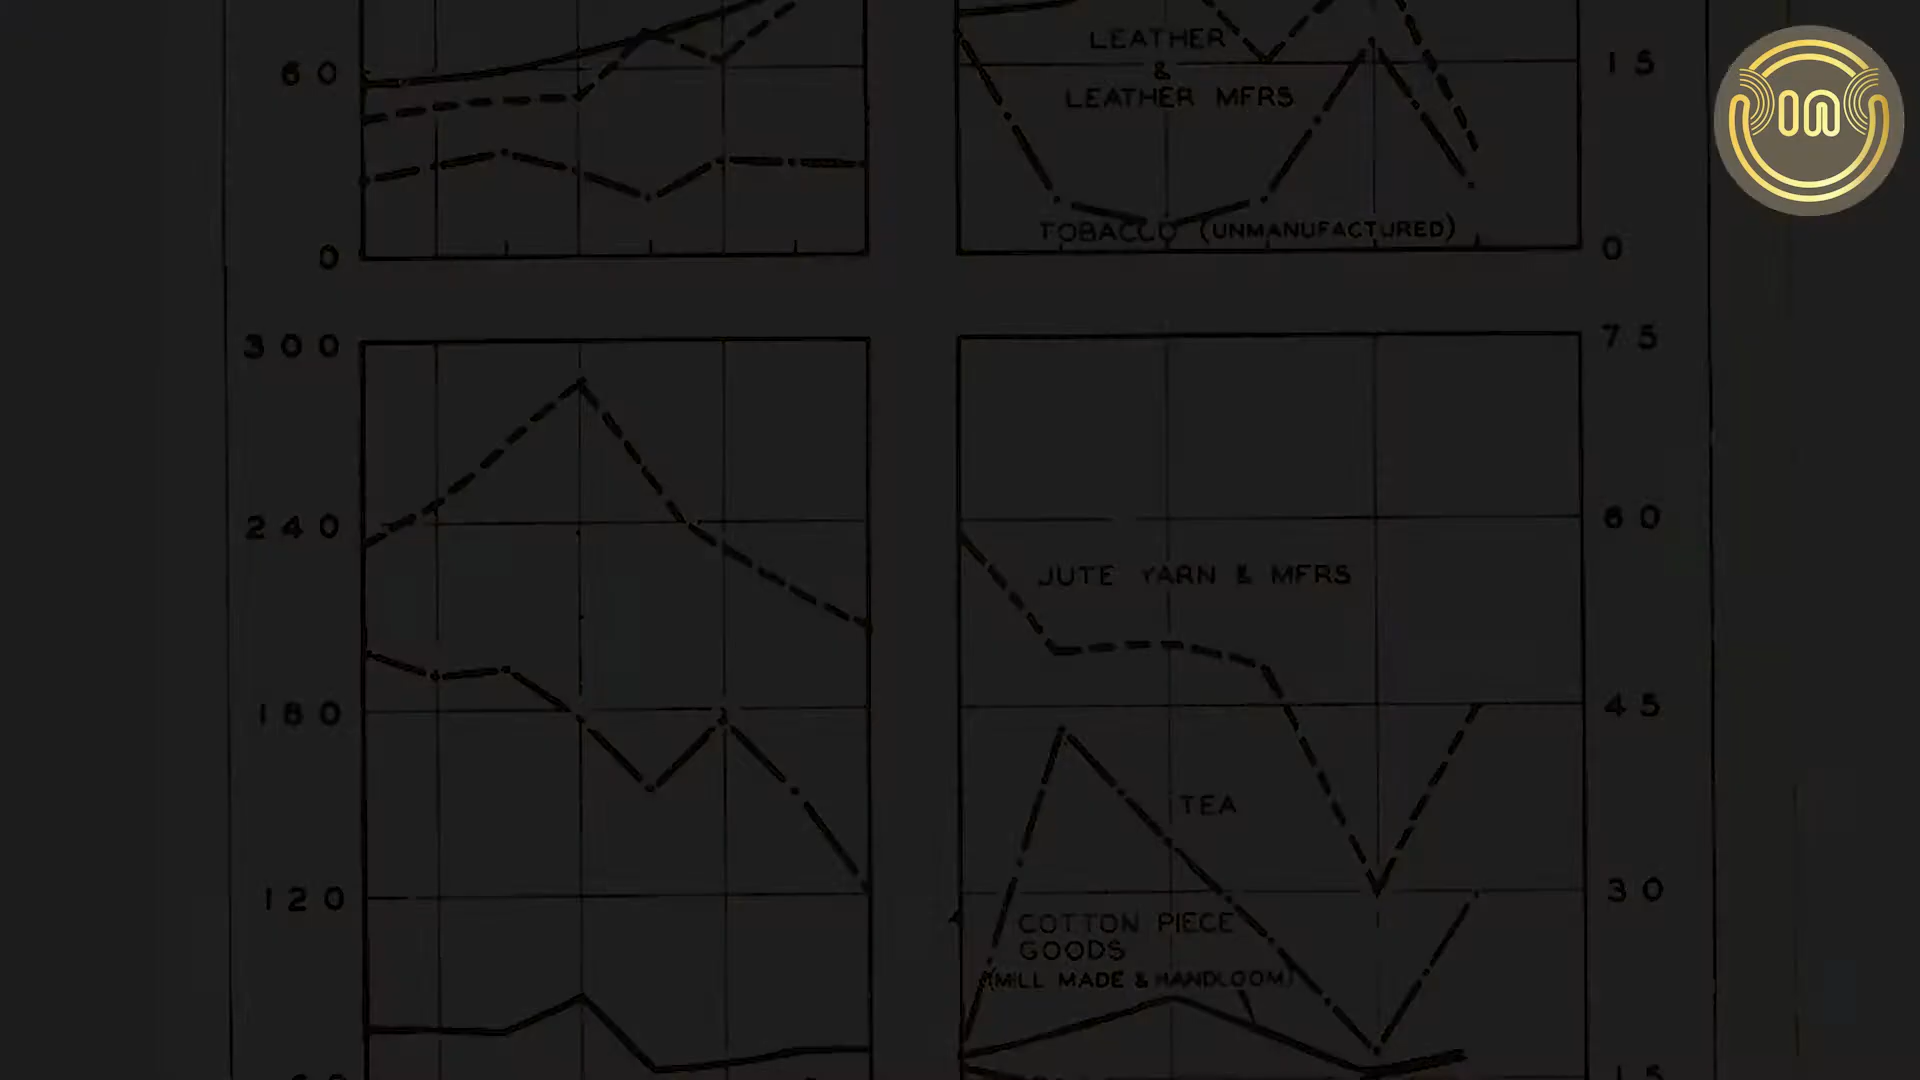 60
LEATHER
&
LEATHER MFRS
15
TOBACCO (UNMANUFACTURED)
0
0
300
75
240
60
JUTE YARN & MFRS
180
45
TEA
120
30
COTTON PIECE
GOODS
(MILL MADE & HANDLOOM)
15